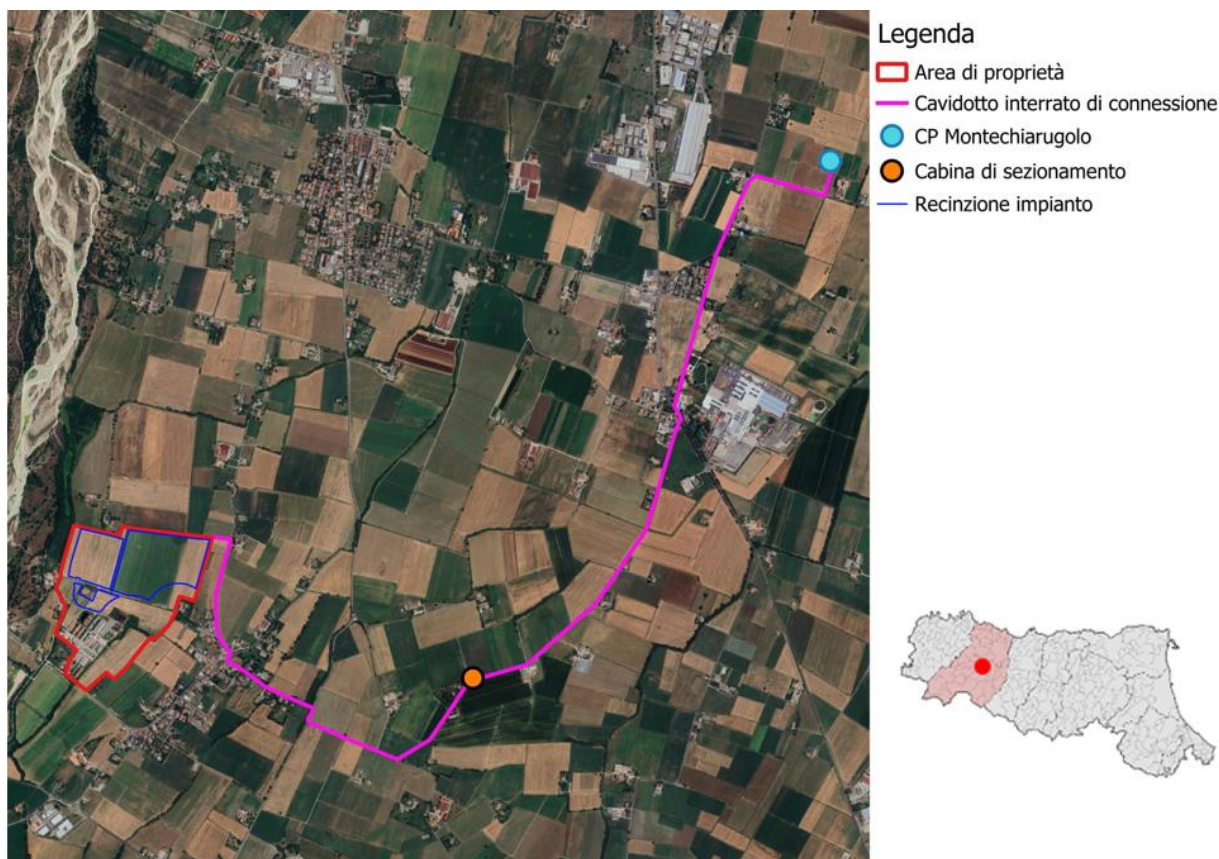 Legenda
Area di proprietà
Cavidotto interrato di connessione
CP Montechiarugolo
Cabina di sezionamento
Recinzione impianto